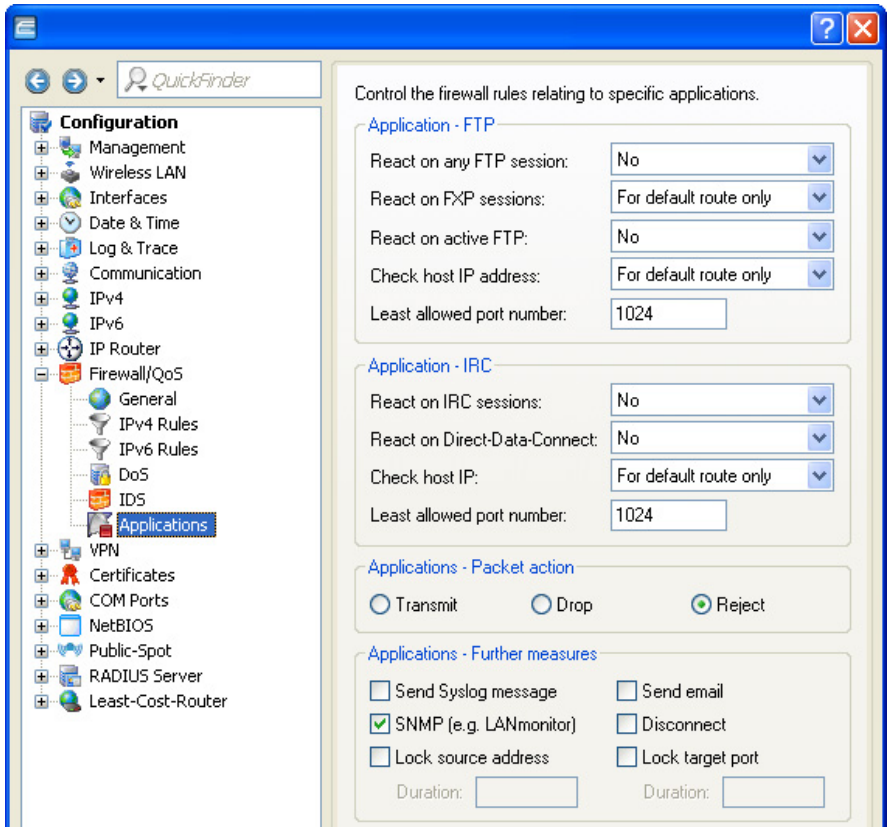 QuickFinder
Configuration
Management
Wireless LAN
Interfaces
Date & Time
Log & Trace
Communication
IPv4
IPv6
IP Router
Firewall/QoS
General
IPv4 Rules
IPv6 Rules
DoS
IDS
Applications
VPN
Certificates
COM Ports
NetBIOS
Public-Spot
RADIUS Server
Least-Cost-Router
Control the firewall rules relating to specific applications.
Application - FTP
React on any FTP session: No
React on FXP sessions: For default route only
React on active FTP: No
Check host IP address: For default route only
Least allowed port number: 1024
Application - IRC
React on IRC sessions: No
React on Direct-Data-Connect: No
Check host IP: For default route only
Least allowed port number: 1024
Applications - Packet action
Transmit Drop Reject
Applications - Further measures
Send Syslog message Send email
SNMP (e.g. LANmonitor) Disconnect
Lock source address Lock target port
Duration: Duration: